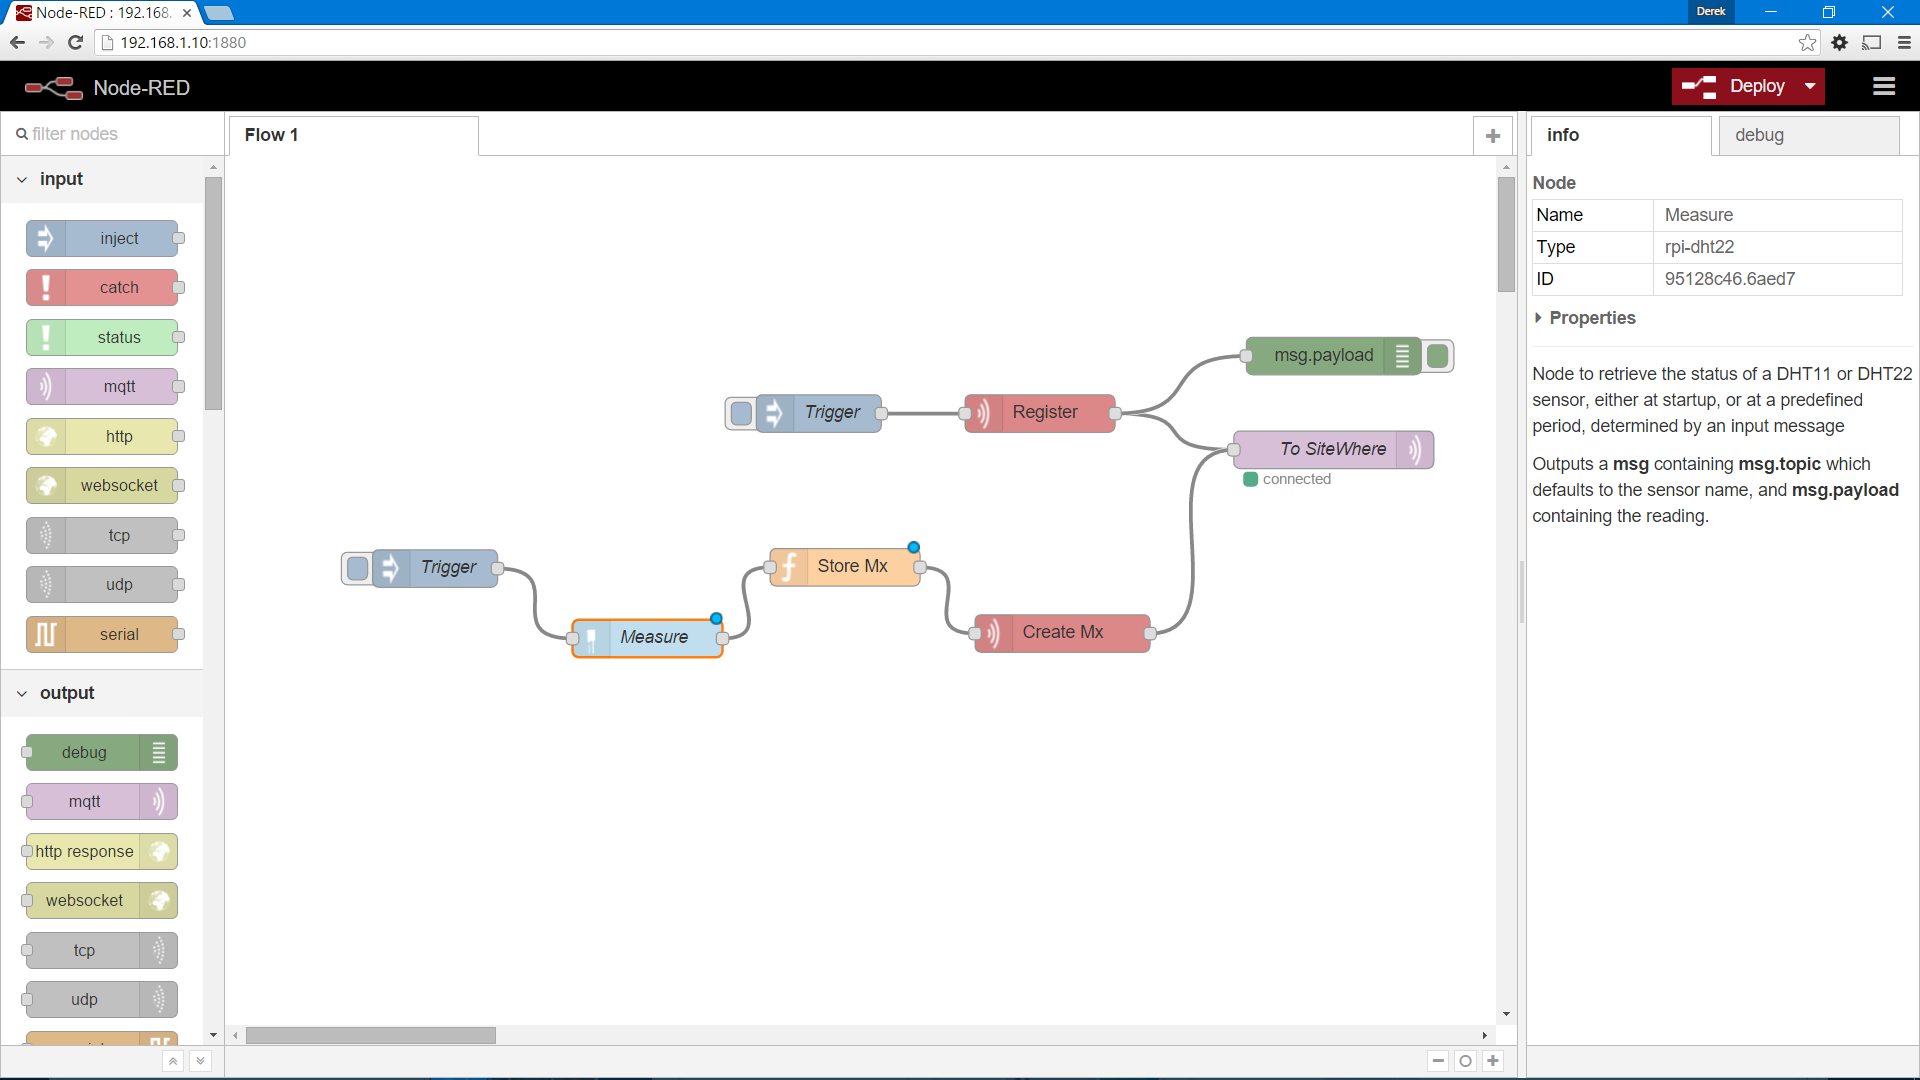 Node-RED : 192.168.
Derek
192.168.1.10:1880
Node-RED
Deploy
filter nodes
Flow 1
info
debug
input
inject
catch
status
mqtt
http
websocket
tcp
udp
serial
output
debug
mqtt
http response
websocket
tcp
udp
msg.payload
Trigger
Register
To SiteWhere
connected
Trigger
Store Mx
Measure
Create Mx
Node
Name Measure
Type rpi-dht22
ID 95128c46.6aed7
Properties
Node to retrieve the status of a DHT11 or DHT22
sensor, either at startup, or at a predefined
period, determined by an input message
Outputs a msg containing msg.topic which
defaults to the sensor name, and msg.payload
containing the reading.